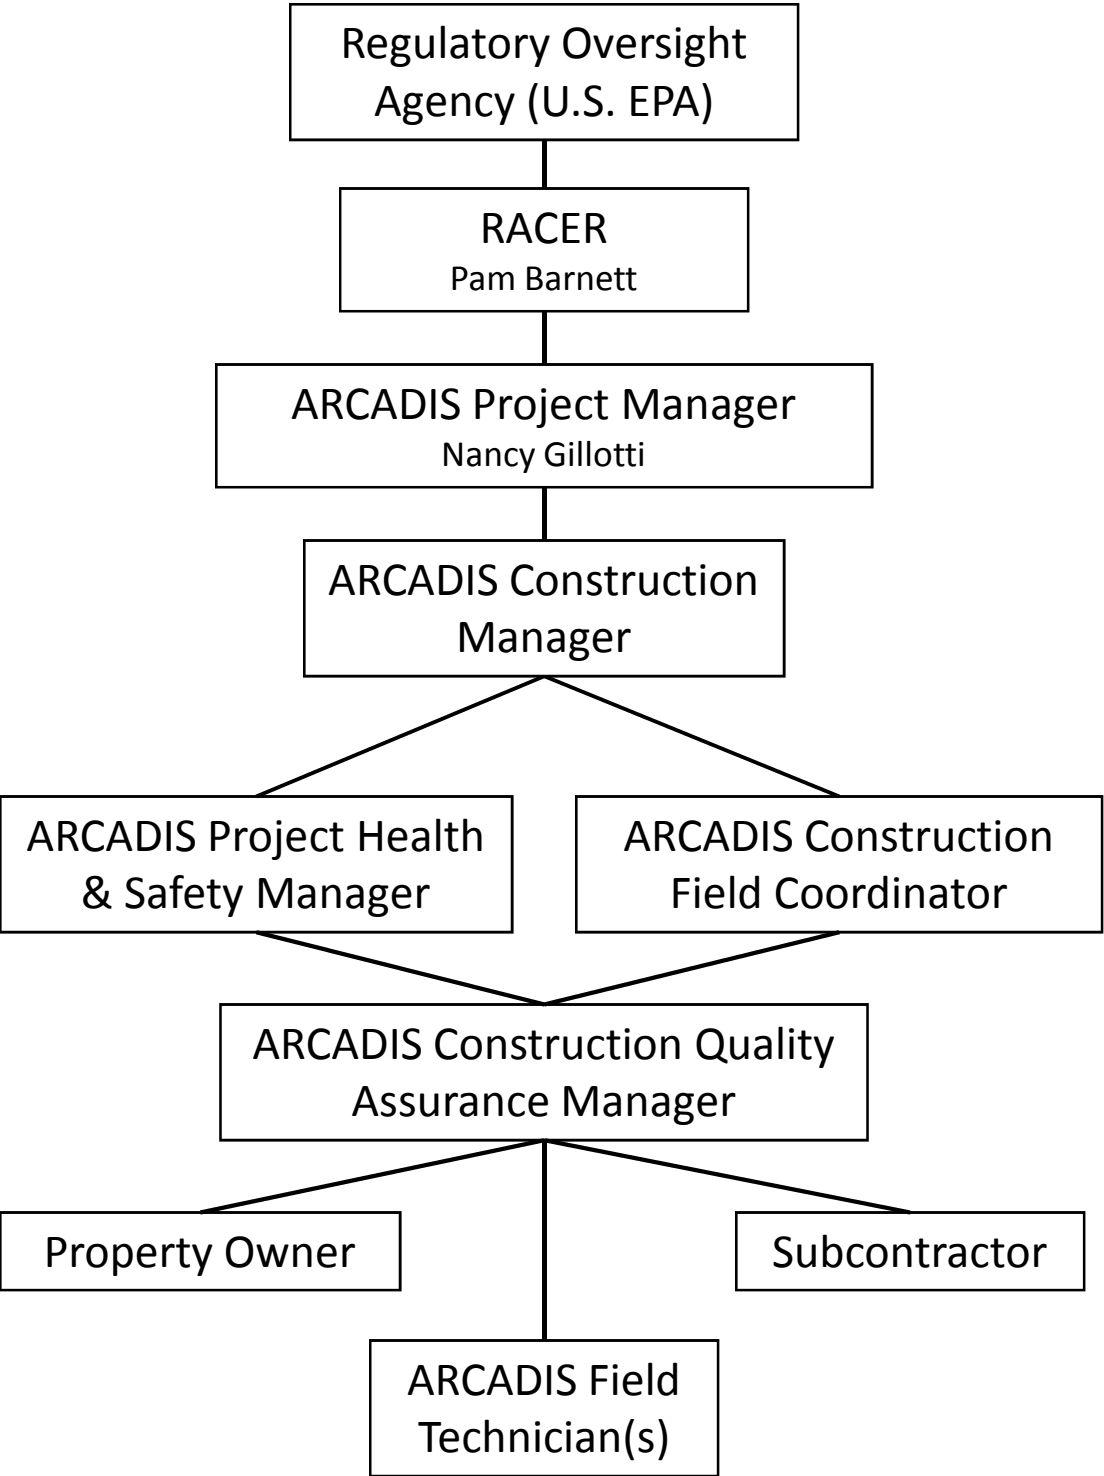 Regulatory Oversight
Agency (U.S. EPA)
RACER
Pam Barnett
ARCADIS Project Manager
Nancy Gillotti
ARCADIS Construction
Manager
ARCADIS Project Health
& Safety Manager
ARCADIS Construction
Field Coordinator
ARCADIS Construction Quality
Assurance Manager
Property Owner
Subcontractor
ARCADIS Field
Technician(s)